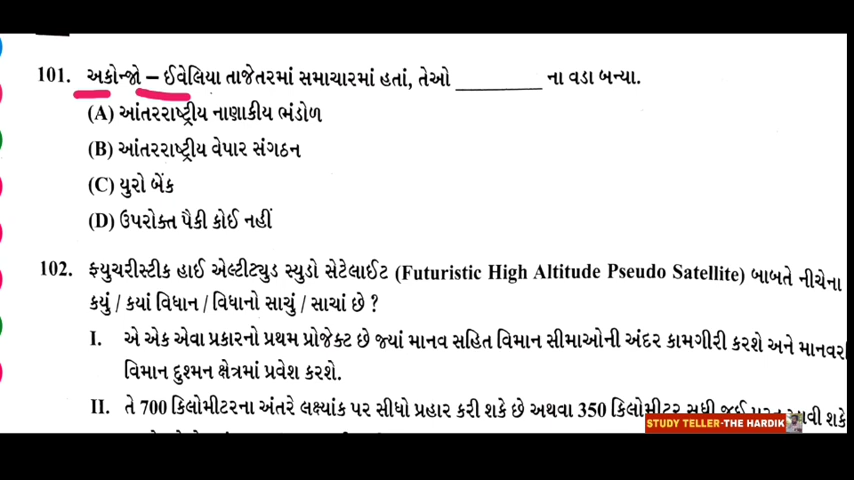 101. અકોન્જો – ઈવેલિયા તાજેતરમાં સમાચારમાં હતાં, તેઓ ________ ના વડા બન્યા.
(A) આંતરરાષ્ટ્રીય નાણાકીય ભંડોળ
(B) આંતરરાષ્ટ્રીય વેપાર સંગઠન
(C) યુરો બેંક
(D) ઉપરોક્ત પૈકી કોઈ નહીં
102. ફ્યુચરીસ્ટીક હાઈ એલ્ટીટ્યુડ સ્યુડો સેટેલાઈટ (Futuristic High Altitude Pseudo Satellite) બાબતે નીચેના
કયું / કયાં વિધાન / વિધાનો સાચું / સાચાં છે ?
I. એ એક એવા પ્રકારનો પ્રથમ પ્રોજેક્ટ છે જ્યાં માનવ સહિત વિમાન સીમાઓની અંદર કામગીરી કરશે અને
વિમાન દુશ્મન ક્ષેત્રમાં પ્રવેશ કરશે.
II. તે 700 કિલોમીટરના અંતરે લક્ષ્યાંક પર સીધો પ્રહાર કરી શકે છે અથવા 350 કિલોમીટર સુધી જઈ શકે
STUDY TELLER-THE HARDIK